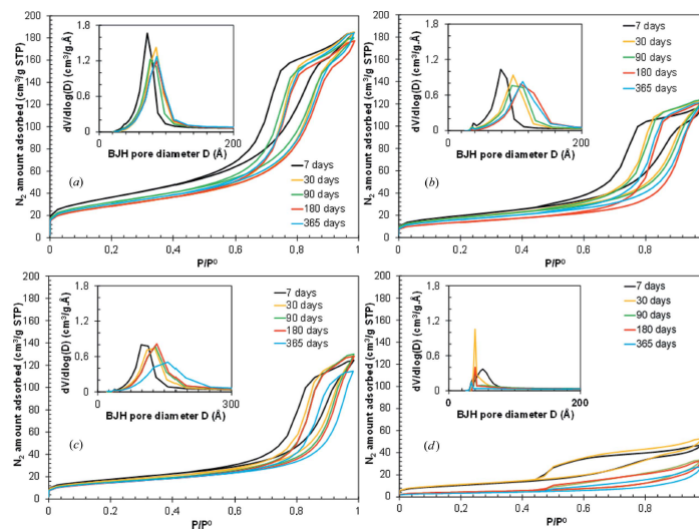 N₂ amount adsorbed (cm³/g STP)
200
180
160
140
120
100
80
60
40
20
0
dV/dlog(D) (cm³/g.Å)
1.8
1.2
0.6
0
0
100
200
BJH pore diameter D (Å)
(a)
7 days
30 days
90 days
180 days
365 days
0
0.2
0.4
0.6
0.8
1
P/P⁰
N₂ amount adsorbed (cm³/g STP)
200
180
160
140
120
100
80
60
40
20
0
dV/dlog(D) (cm³/g.Å)
1.8
1.2
0.6
0
0
100
200
BJH pore diameter D (Å)
(b)
7 days
30 days
90 days
180 days
365 days
0
0.2
0.4
0.6
0.8
P/P⁰
N₂ amount adsorbed (cm³/g STP)
200
180
160
140
120
100
80
60
40
20
0
dV/dlog(D) (cm³/g.Å)
1.8
1.2
0.6
0
0
300
BJH pore diameter D (Å)
(c)
7 days
30 days
90 days
180 days
365 days
0
0.2
0.4
0.6
0.8
1
P/P⁰
N₂ amount adsorbed (cm³/g STP)
200
180
160
140
120
100
80
60
40
20
0
dV/dlog(D) (cm³/g.Å)
1.8
1.2
0.6
0
0
200
BJH pore diameter D (Å)
(d)
7 days
30 days
90 days
180 days
365 days
0
0.2
0.4
0.6
0.8
P/P⁰